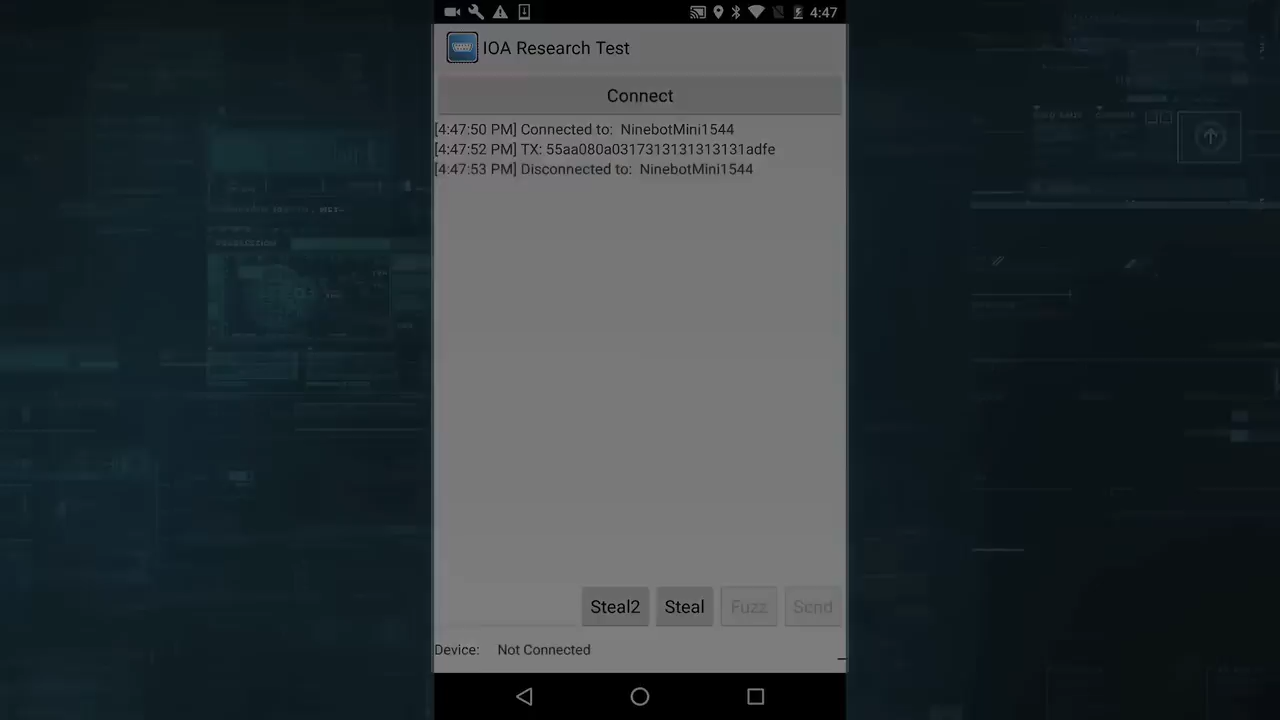 4:47
IOA Research Test
Connect
[4:47:50 PM] Connected to: NinebotMini1544
[4:47:52 PM] TX: 55aa080a0317313131313131adfe
[4:47:53 PM] Disconnected to: NinebotMini1544
Steal2 Steal Fuzz Send
Device: Not Connected